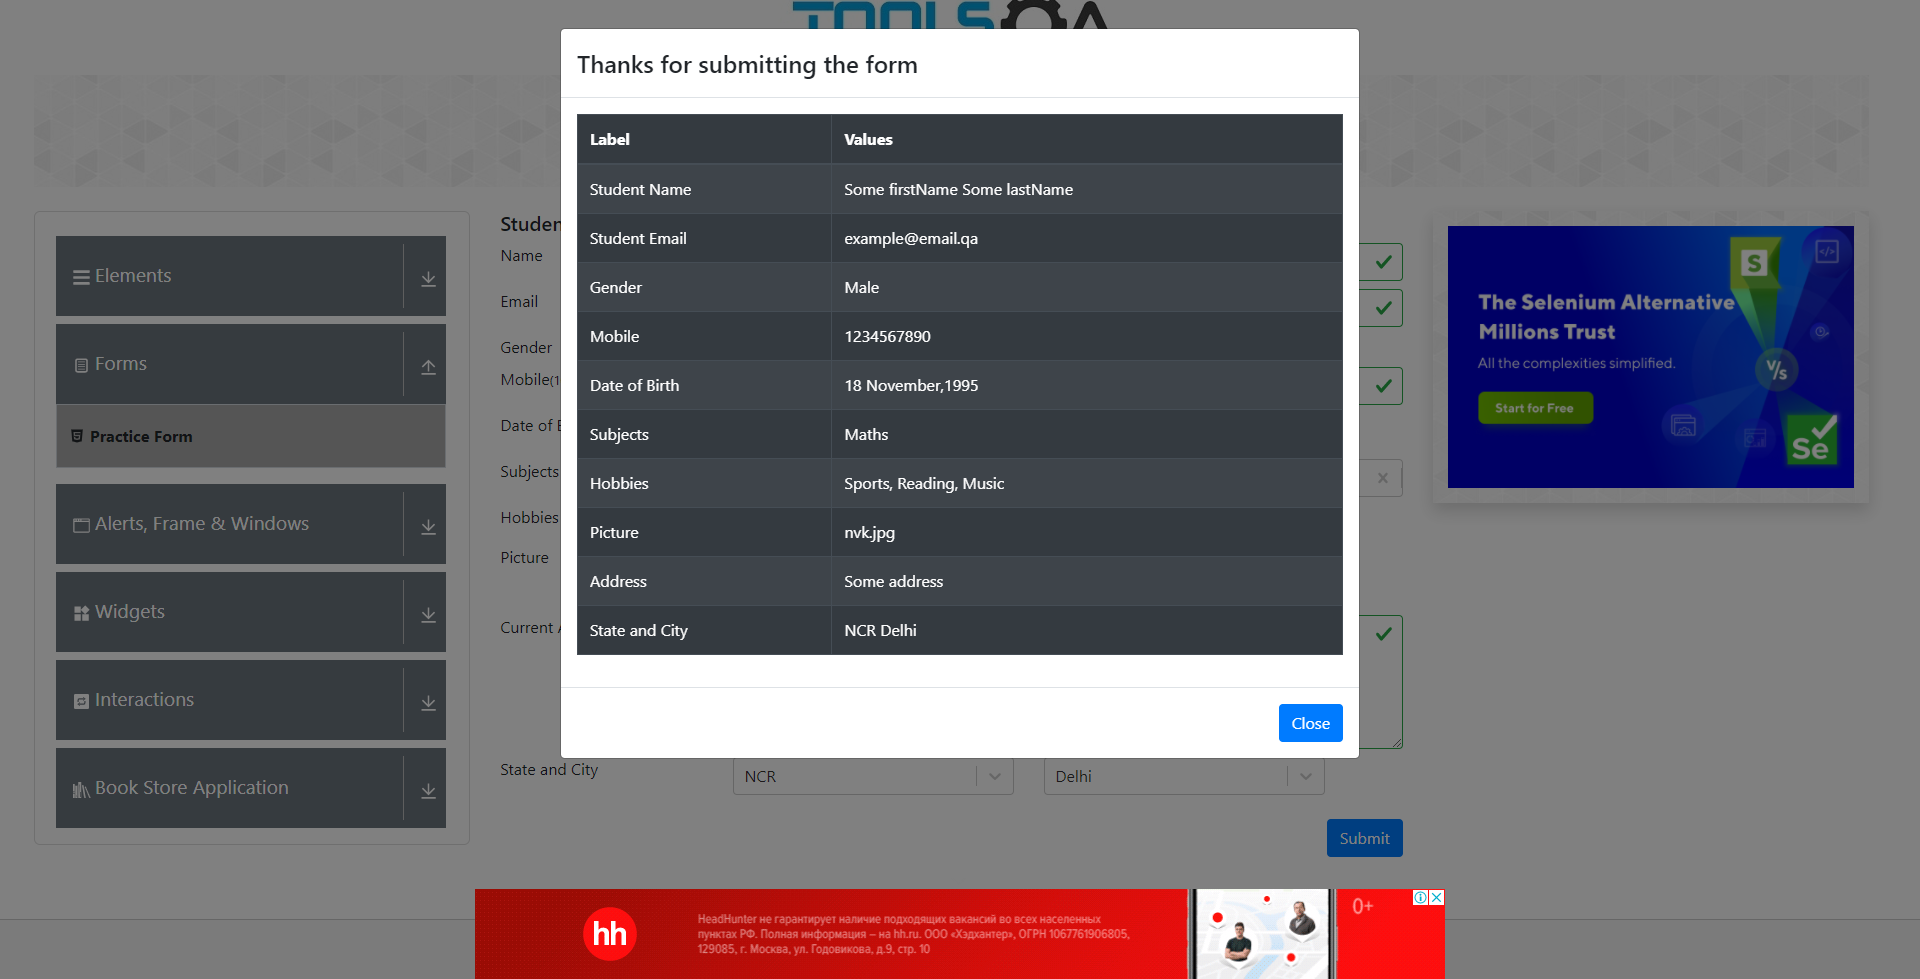 TOOLSQA
Thanks for submitting the form
Label Values
Student Name Some firstName Some lastName
Student Email example@email.qa
Gender Male
Mobile 1234567890
Date of Birth 18 November,1995
Subjects Maths
Hobbies Sports, Reading, Music
Picture nvk.jpg
Address Some address
State and City NCR Delhi
Close
Elements
Forms
Practice Form
Alerts, Frame & Windows
Widgets
Interactions
Book Store Application
Studen
Name
Email
Gender
Mobile(1
Date of B
Subjects
Hobbies
Picture
Current A
State and City NCR Delhi
Submit
S
</>
The Selenium Alternative
Millions Trust
All the complexities simplified.
V/s
Start for Free
Se
hh
HeadHunter не гарантирует наличие подходящих вакансий во всех населенных
пунктах РФ. Полная информация – на hh.ru. ООО «Хэдхантер», ОГРН 1067761906805,
129085, г. Москва, ул. Годовикова, д.9, стр. 10
0+